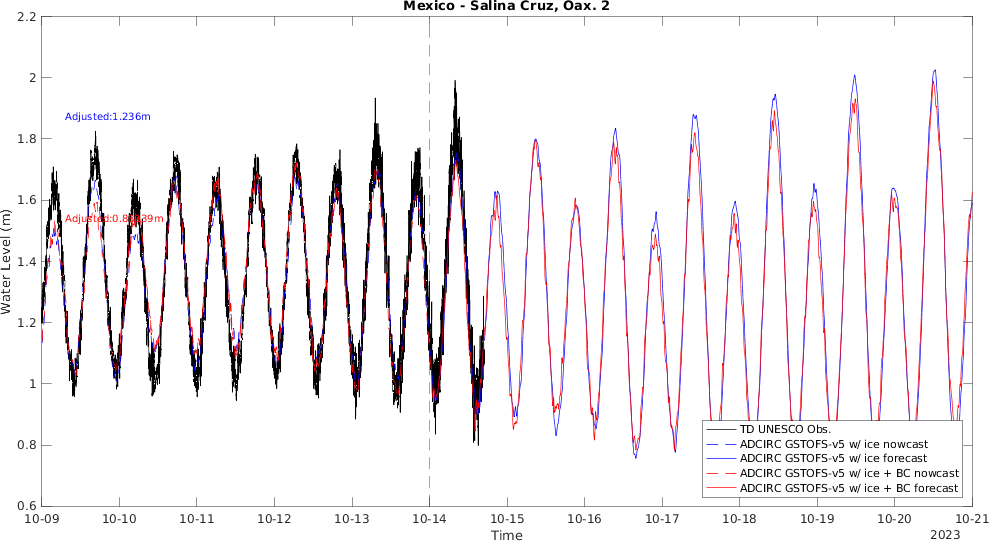 Mexico - Salina Cruz, Oax. 2
2.2
2
1.8
1.6
1.4
1.2
1
0.8
0.6
Water Level (m)
Adjusted:1.236m
TD UNESCO Obs.
ADCIRC GSTOFS-v5 w/ ice nowcast
ADCIRC GSTOFS-v5 w/ ice forecast
ADCIRC GSTOFS-v5 w/ ice + BC nowcast
ADCIRC GSTOFS-v5 w/ ice + BC forecast
10-09 10-10 10-11 10-12 10-13 10-14 10-15 10-16 10-17 10-18 10-19 10-20 10-21
Time
2023